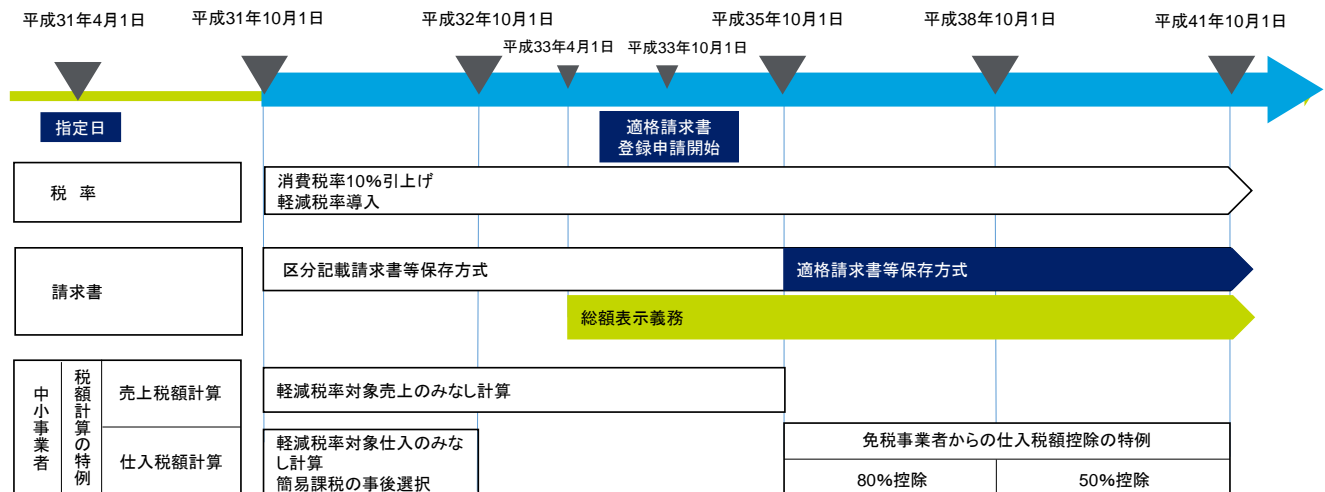 平成31年4月1日
平成31年10月1日
平成32年10月1日
平成35年10月1日
平成38年10月1日
平成41年10月1日
平成33年4月1日
平成33年10月1日
指定日
適格請求書
登録申請開始
税 率
消費税率10%引上げ
軽減税率導入
請求書
区分記載請求書等保存方式
適格請求書等保存方式
総額表示義務
中小事業者
税額計算の特例
売上税額計算
軽減税率対象売上のみなし計算
仕入税額計算
軽減税率対象仕入のみな
し計算
簡易課税の事後選択
免税事業者からの仕入税額控除の特例
80%控除
50%控除